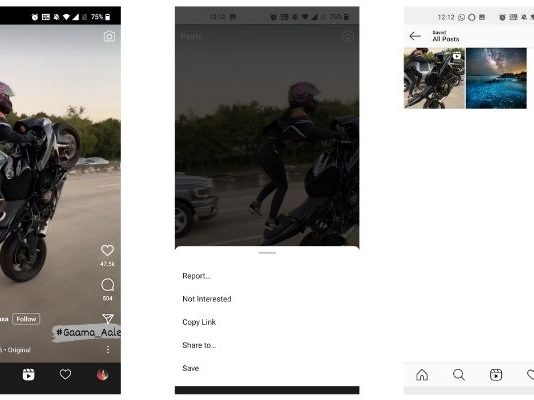 75%
47.5k
504
Follow
#Gaama_Aale
• Original
12:12
75%
Reels
Report...
Not Interested
Copy Link
Share to...
Save
12:12
Saved
All Posts